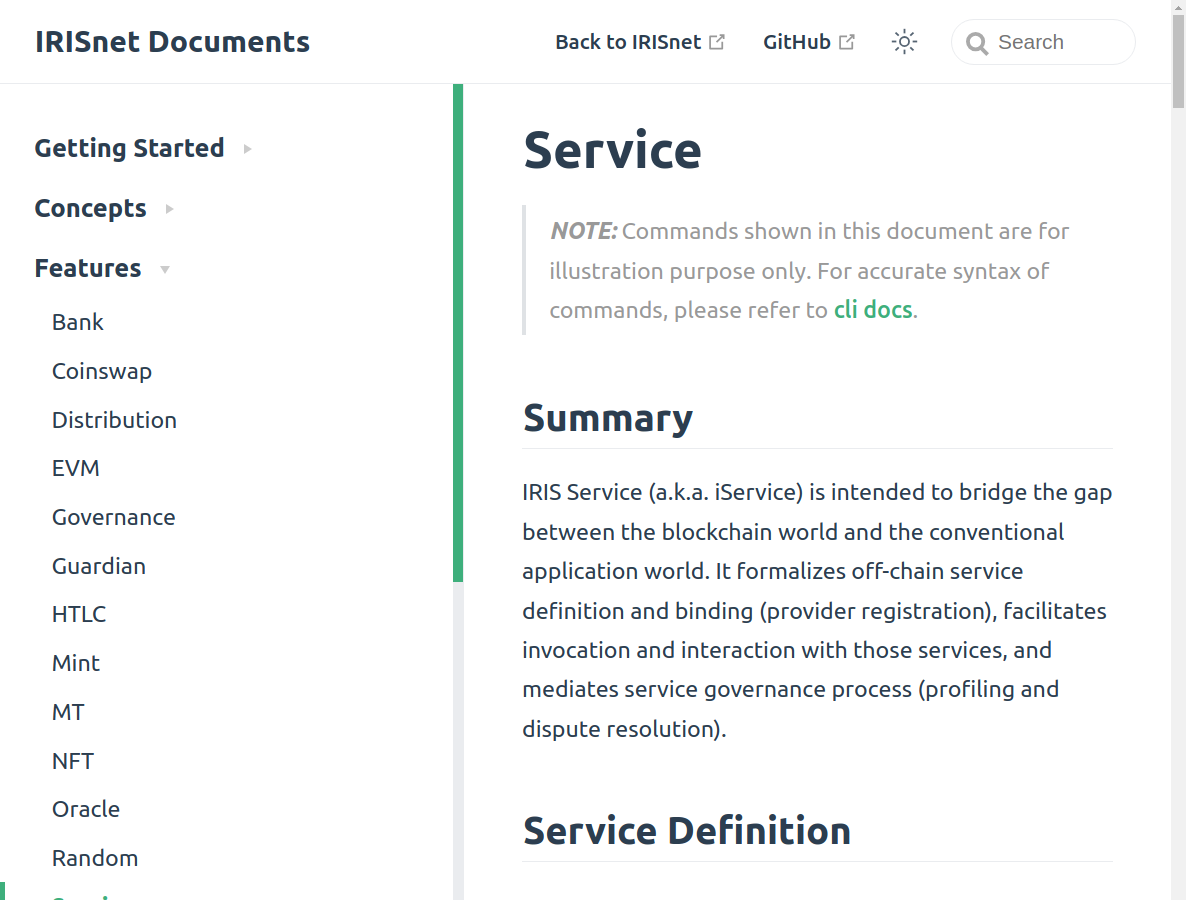 IRISnet Documents
Back to IRISnet
GitHub
Search
Getting Started
Concepts
Features
Bank
Coinswap
Distribution
EVM
Governance
Guardian
HTLC
Mint
MT
NFT
Oracle
Random
Service
NOTE: Commands shown in this document are for
illustration purpose only. For accurate syntax of
commands, please refer to cli docs.
Summary
IRIS Service (a.k.a. iService) is intended to bridge the gap
between the blockchain world and the conventional
application world. It formalizes off-chain service
definition and binding (provider registration), facilitates
invocation and interaction with those services, and
mediates service governance process (profiling and
dispute resolution).
Service Definition